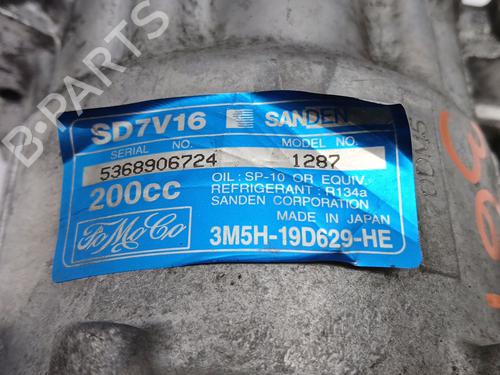 B-PARTS
SD7V16 SANDEN
SERIAL NO. MODEL NO.
5368906724 1287
200CC
OIL: SP-10 OR EQUIV.
REFRIGERANT: R134a
SANDEN CORPORATION
MADE IN JAPAN
FoMoCo
3M5H-19D629-HE